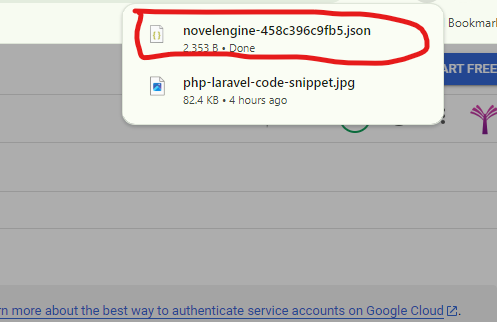 novelengine-458c396c9fb5.json
2,353 B • Done
Bookmark
php-laravel-code-snippet.jpg
82.4 KB • 4 hours ago
ART FREE
rn more about the best way to authenticate service accounts on Google Cloud.